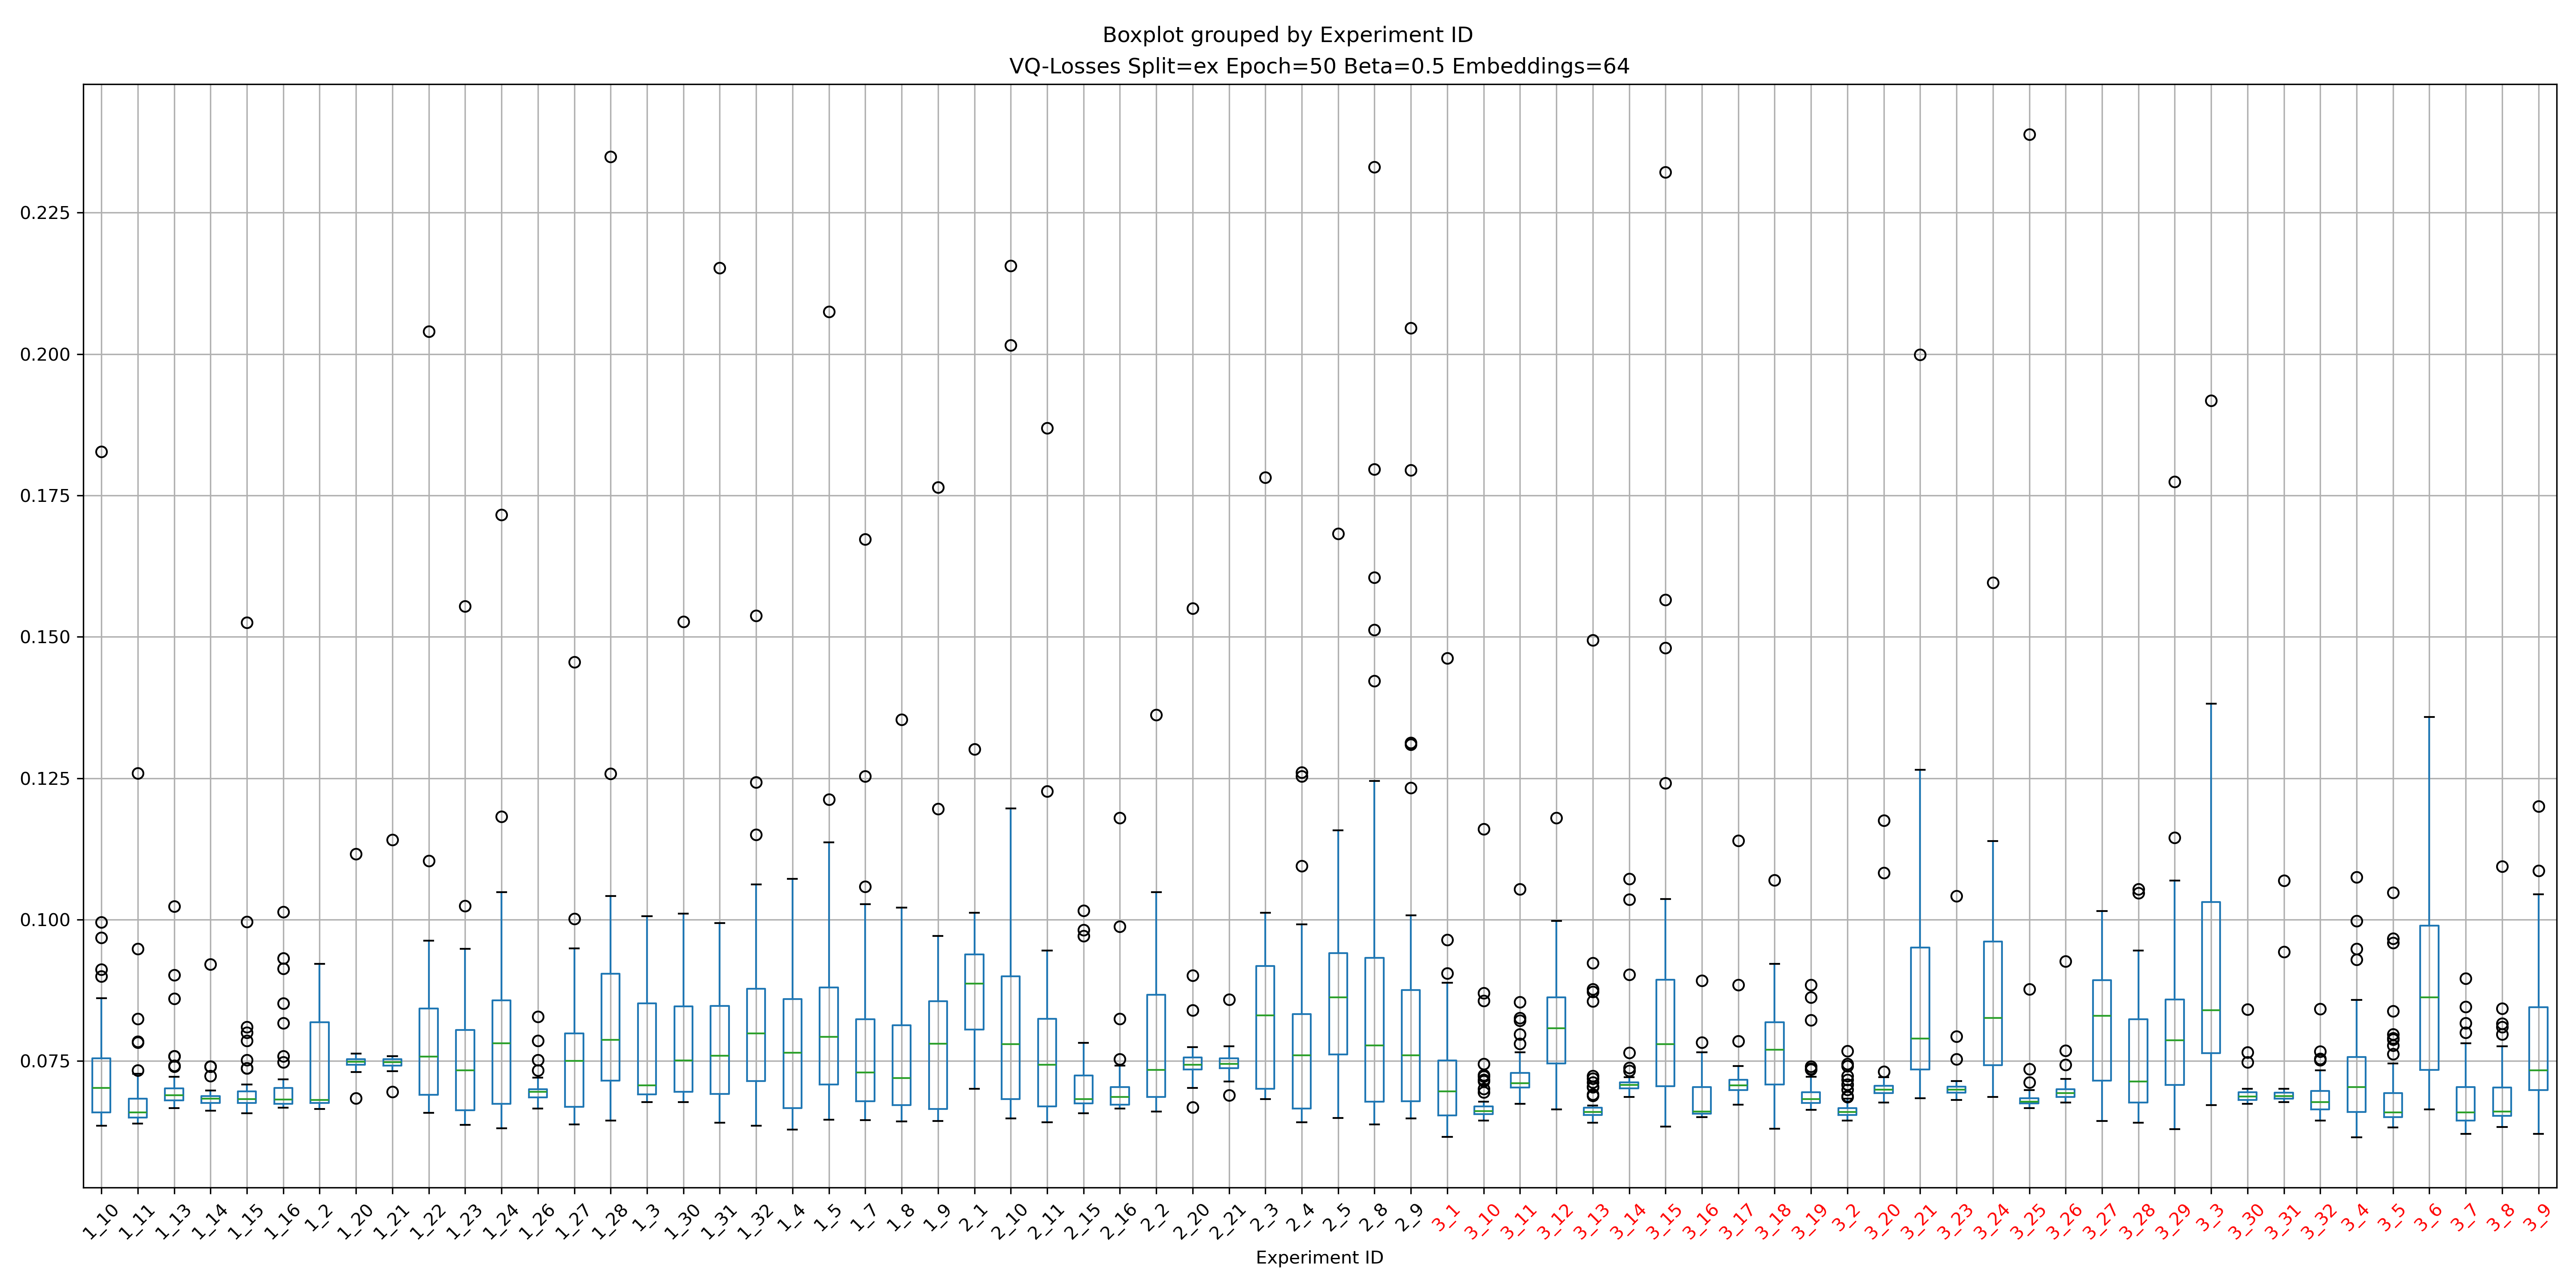 Boxplot grouped by Experiment ID
VQ-Losses Split=ex Epoch=50 Beta=0.5 Embeddings=64
0.225
0.200
0.175
0.150
0.125
0.100
0.075
1_10 1_11 1_13 1_14 1_15 1_16 1_2 1_20 1_21 1_22 1_23 1_24 1_26 1_27 1_28 1_3 1_30 1_31 1_32 1_4 1_5 1_7 1_8 1_9 2_1 2_10 2_11 2_15 2_16 2_2 2_20 2_21 2_3 2_4 2_5 2_8 2_9 3_1 3_10 3_11 3_12 3_13 3_14 3_15 3_16 3_17 3_18 3_19 3_2 3_20 3_21 3_23 3_24 3_25 3_26 3_27 3_28 3_29 3_3 3_30 3_31 3_32 3_4 3_5 3_6 3_7 3_8 3_9
Experiment ID